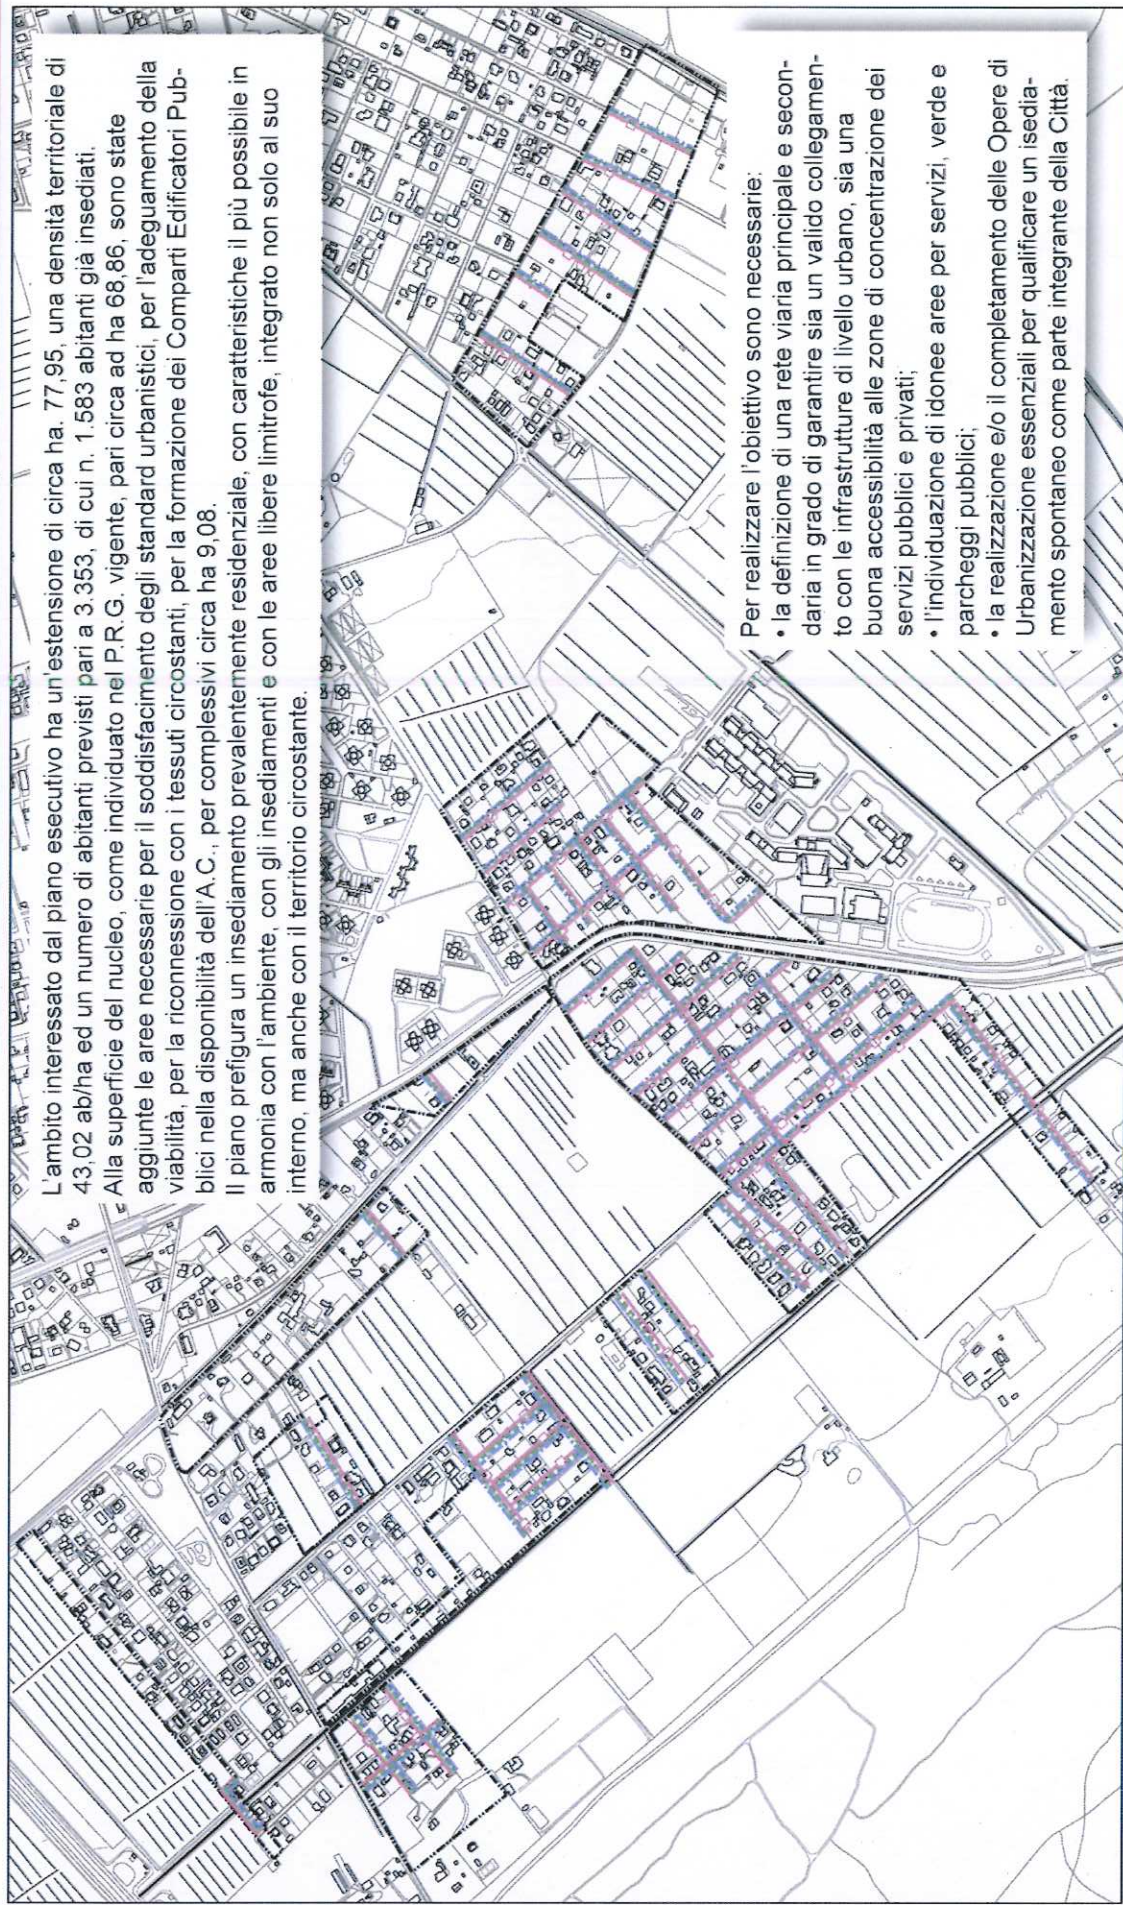 L'ambito interessato dal piano esecutivo ha un'estensione di circa ha. 77,95, una densità territoriale di
43,02 ab/ha ed un numero di abitanti previsti pari a 3.353, di cui n. 1.583 abitanti già insediati.
Alla superficie del nucleo, come individuato nel P.R.G. vigente, pari circa ad ha 68,86, sono state
aggiunte le aree necessarie per il soddisfacimento degli standard urbanistici, per l'adeguamento della
viabilità, per la riconnessione con i tessuti circostanti, per la formazione dei Comparti Edificatori Pub-
blici nella disponibilità dell'A.C., per complessivi circa ha 9,08.
Il piano prefigura un insediamento prevalentemente residenziale, con caratteristiche il più possibile in
armonia con l'ambiente, con gli insediamenti e con le aree libere limitrofe, integrato non solo al suo
interno, ma anche con il territorio circostante.
Per realizzare l'obiettivo sono necessarie:
• la definizione di una rete viaria principale e secon-
daria in grado di garantire sia un valido collegamen-
to con le infrastrutture di livello urbano, sia una
buona accessibilità alle zone di concentrazione dei
servizi pubblici e privati;
• l'individuazione di idonee aree per servizi, verde e
parcheggi pubblici;
• la realizzazione e/o il completamento delle Opere di
Urbanizzazione essenziali per qualificare un isedia-
mento spontaneo come parte integrante della Città.